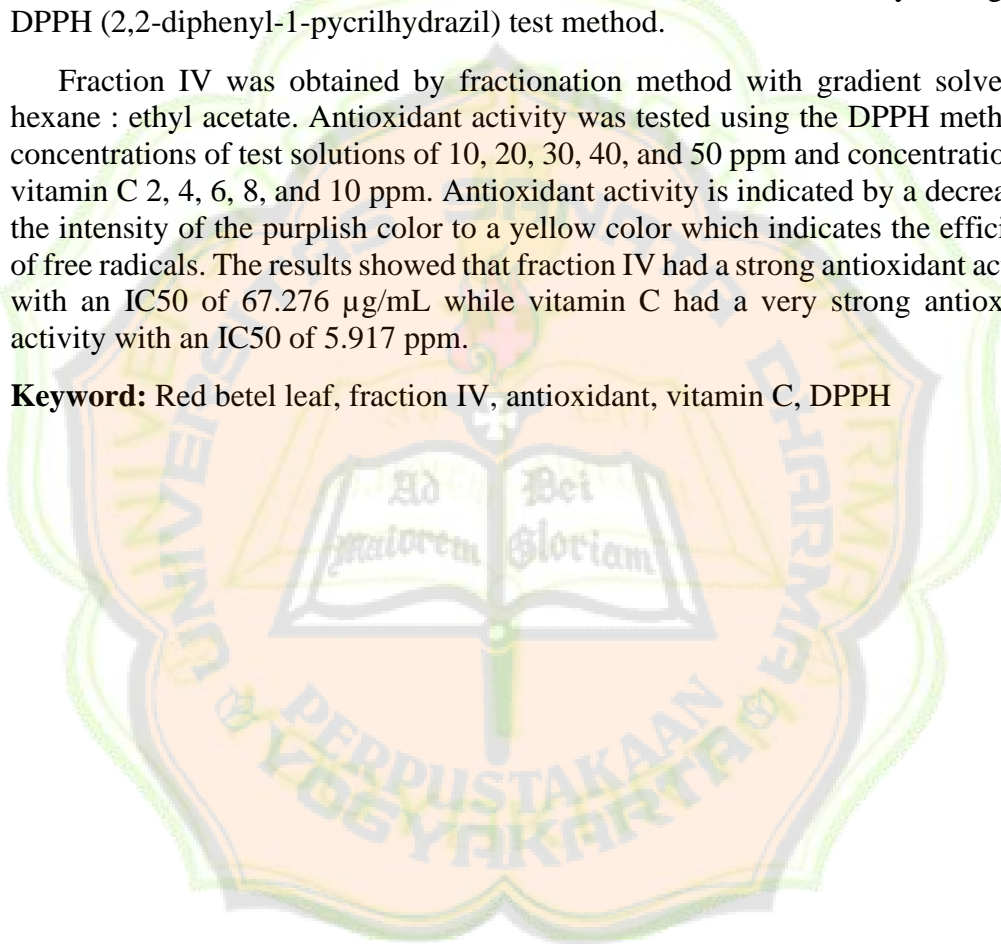 DPPH (2,2-diphenyl-1-pycrilhydrazil) test method.
Fraction IV was obtained by fractionation method with gradient solve
hexane : ethyl acetate. Antioxidant activity was tested using the DPPH meth
concentrations of test solutions of 10, 20, 30, 40, and 50 ppm and concentratio
vitamin C 2, 4, 6, 8, and 10 ppm. Antioxidant activity is indicated by a decrea
the intensity of the purplish color to a yellow color which indicates the effici
of free radicals. The results showed that fraction IV had a strong antioxidant ac
with an IC50 of 67.276 µg/mL while vitamin C had a very strong antiox
activity with an IC50 of 5.917 ppm.
Keyword: Red betel leaf, fraction IV, antioxidant, vitamin C, DPPH
UNIVERSITAS SANATA DHARMA
Ad Dei
maiorem Gloriam
PERPUSTAKAAN
YOGYAKARTA